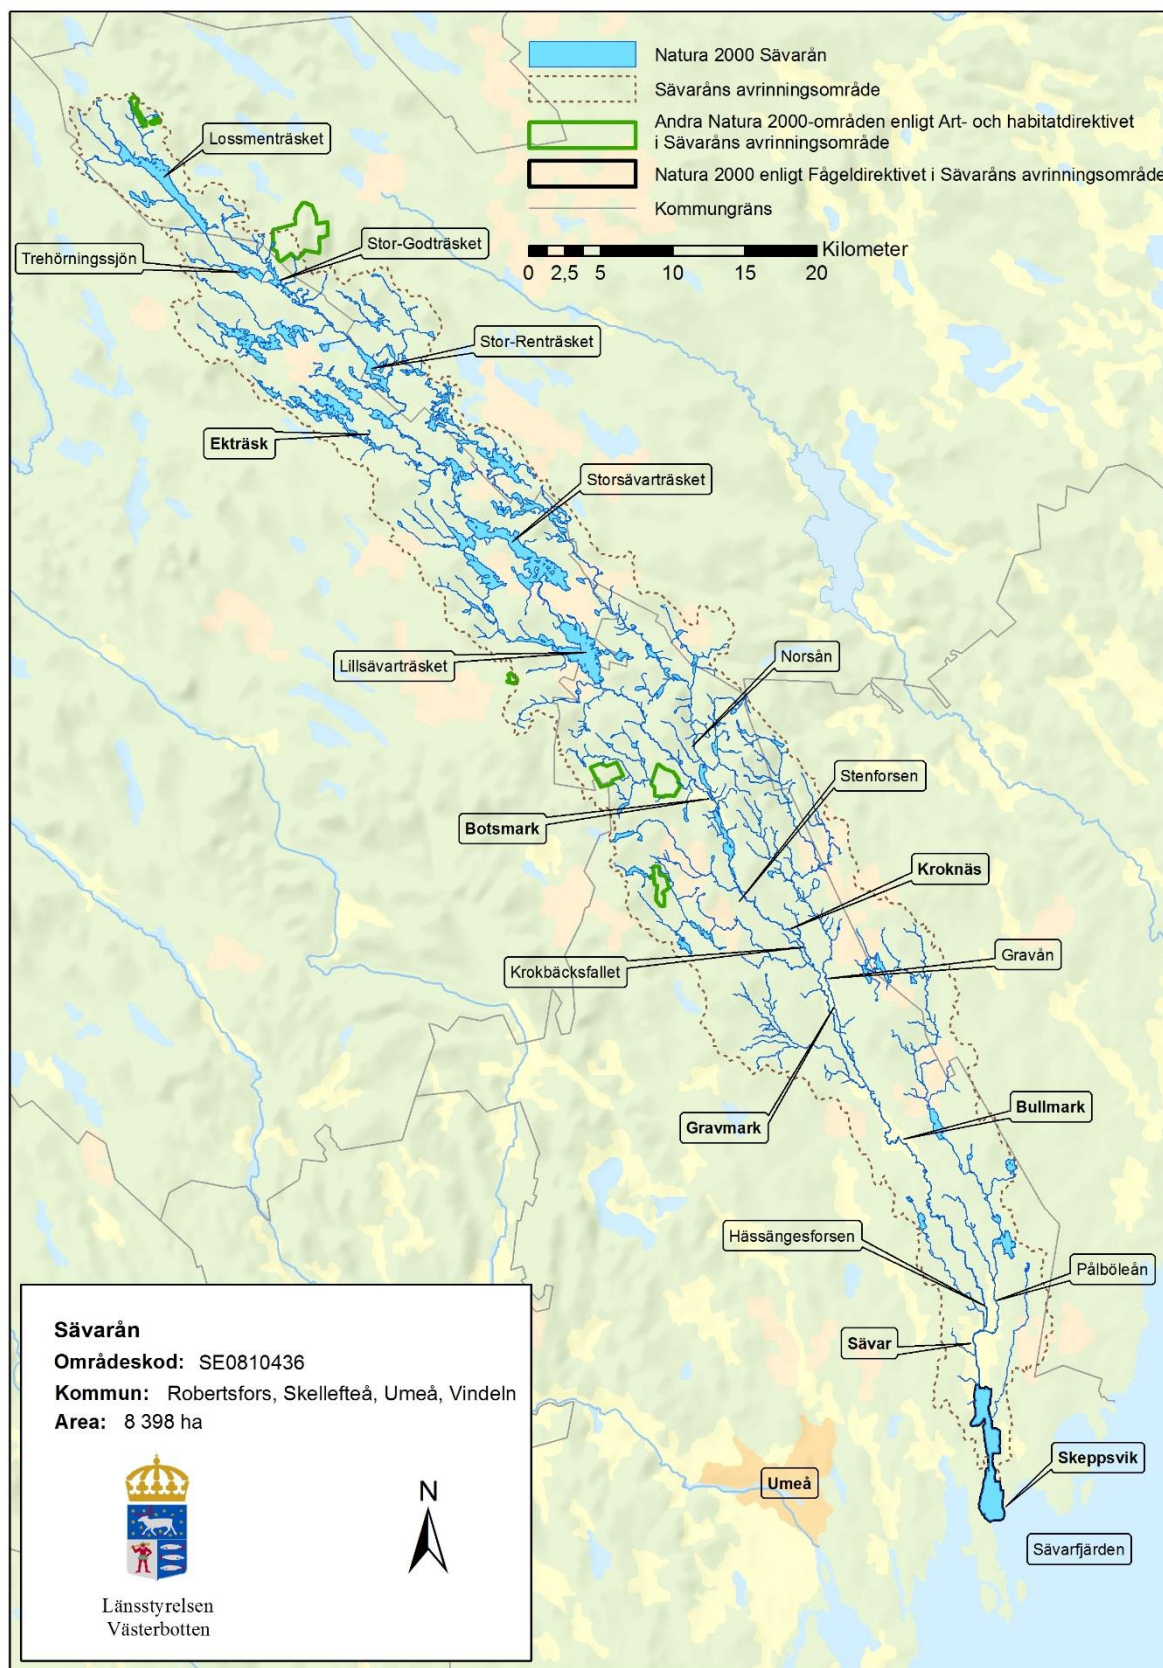 Natura 2000 Sävarån
Sävaråns avrinningsområde
Andra Natura 2000-områden enligt Art- och habitatdirektivet
i Sävaråns avrinningsområde
Natura 2000 enligt Fågeldirektivet i Sävaråns avrinningsområde
Kommungräns
Kilometer
0 2,5 5 10 15 20
Lossmenträsket
Stor-Godträsket
Trehörningssjön
Stor-Renträsket
Ekträsk
Storsävarträsket
Lillsävarträsket
Norsån
Stenforsen
Botsmark
Kroknäs
Krokbäcksfallet
Gravån
Gravmark
Bullmark
Hässängesforsen
Pålböleån
Sävar
Skeppsvik
Umeå
Sävarfjärden
Sävarån
Områdeskod: SE0810436
Kommun: Robertsfors, Skellefteå, Umeå, Vindeln
Area: 8 398 ha
N
Länsstyrelsen
Västerbotten